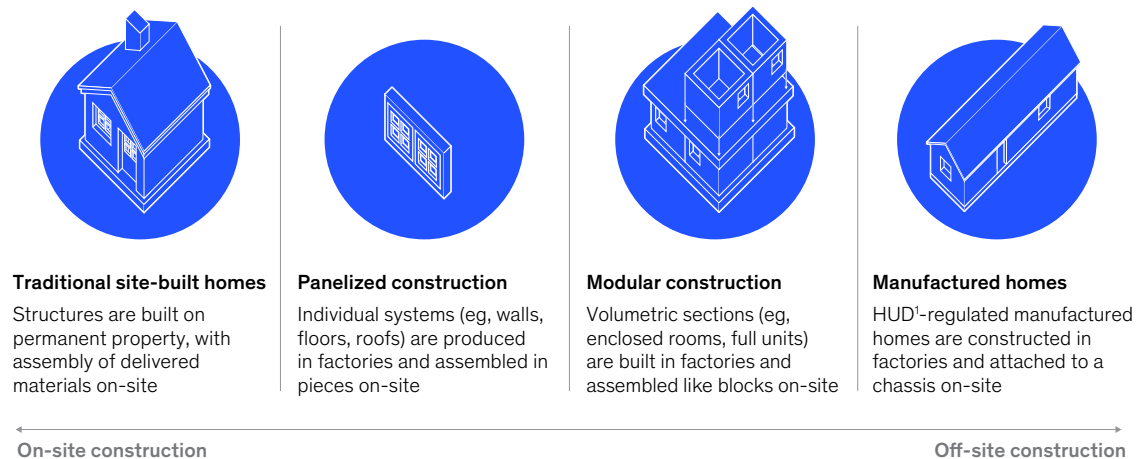 Traditional site-built homes
Structures are built on
permanent property, with
assembly of delivered
materials on-site
Panelized construction
Individual systems (eg, walls,
floors, roofs) are produced
in factories and assembled in
pieces on-site
Modular construction
Volumetric sections (eg,
enclosed rooms, full units)
are built in factories and
assembled like blocks on-site
Manufactured homes
HUD¹-regulated manufactured
homes are constructed in
factories and attached to a
chassis on-site
On-site construction
Off-site construction